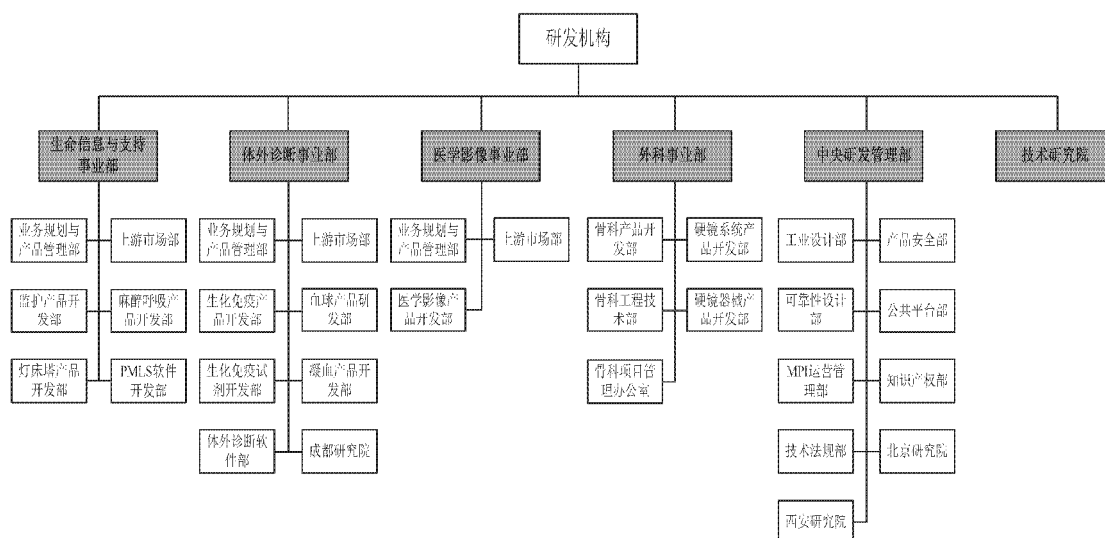 研发机构
生命信息与支持
事业部
体外诊断事业部
医学影像事业部
外科事业部
中央研发管理部
技术研究院
业务规划与
产品管理部
上游市场部
监护产品开
发部
麻醉呼吸产
品开发部
灯床塔产品
开发部
PMLS软件
开发部
业务规划与
产品管理部
上游市场部
生化免疫产
品开发部
血球产品研
发部
生化免疫试
剂开发部
凝血产品开
发部
体外诊断软
件部
成都研究院
业务规划与
产品管理部
上游市场部
医学影像产
品开发部
骨科产品开
发部
硬镜系统产
品开发部
骨科工程技
术部
硬镜器械产
品开发部
骨科项目管
理办公室
工业设计部
产品安全部
可靠性设计
部
公共平台部
MPI运营管
理部
知识产权部
技术法规部
北京研究院
西安研究院